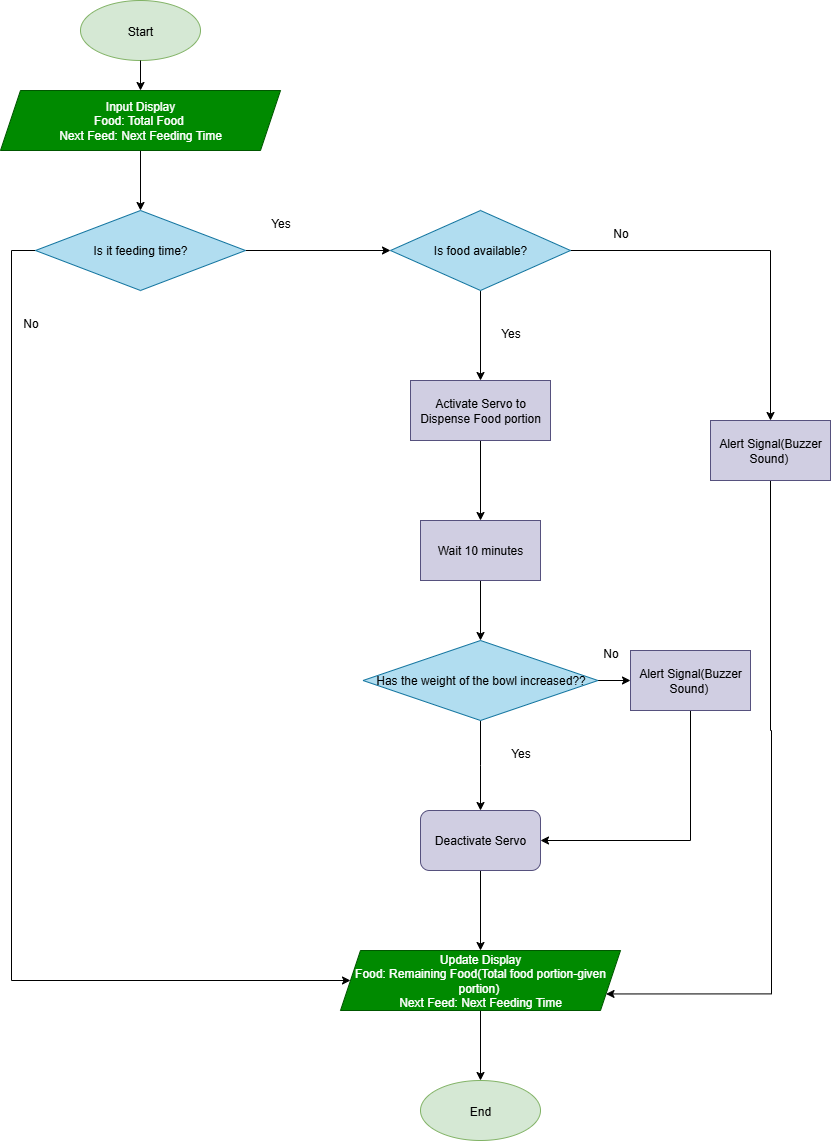 Start
Input Display
Food: Total Food
Next Feed: Next Feeding Time
Is it feeding time?
Yes
Is food available?
No
No
Yes
Activate Servo to
Dispense Food portion
Alert Signal(Buzzer
Sound)
Wait 10 minutes
Has the weight of the bowl increased??
No
Alert Signal(Buzzer
Sound)
Yes
Deactivate Servo
Update Display
Food: Remaining Food(Total food portion-given
portion)
Next Feed: Next Feeding Time
End